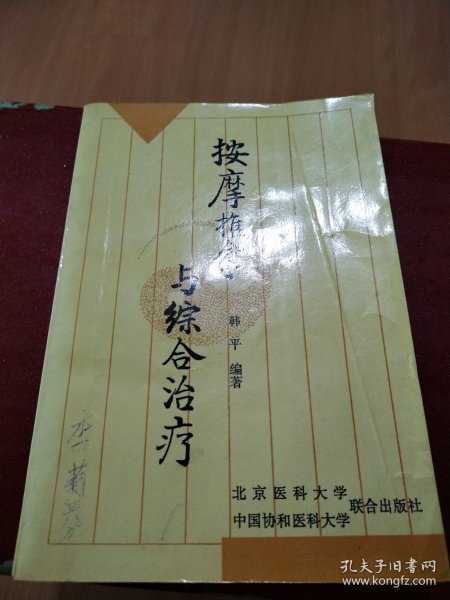 按摩推拿
与综合治疗
韩平 编著
北京医科大学
中国协和医科大学
联合出版社
孔夫子旧书网
www.kongfz.com